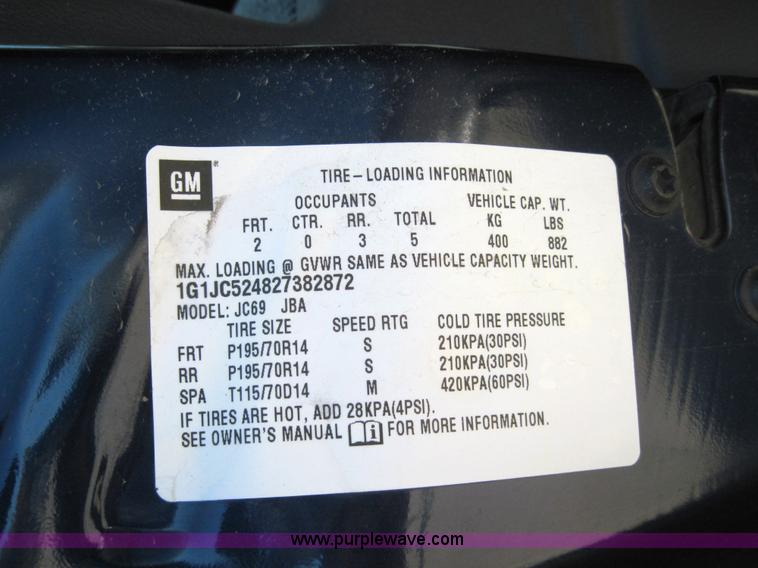 GM
TIRE-LOADING INFORMATION
OCCUPANTS VEHICLE CAP. WT.
FRT. CTR. RR. TOTAL KG LBS
2 0 3 5 400 882
MAX. LOADING @ GVWR SAME AS VEHICLE CAPACITY WEIGHT.
1G1JC524827382872
MODEL: JC69 JBA
TIRE SIZE SPEED RTG COLD TIRE PRESSURE
FRT P195/70R14 S 210KPA(30PSI)
RR P195/70R14 S 210KPA(30PSI)
SPA T115/70D14 M 420KPA(60PSI)
IF TIRES ARE HOT, ADD 28KPA(4PSI).
SEE OWNER'S MANUAL i FOR MORE INFORMATION.
www.purplewave.com